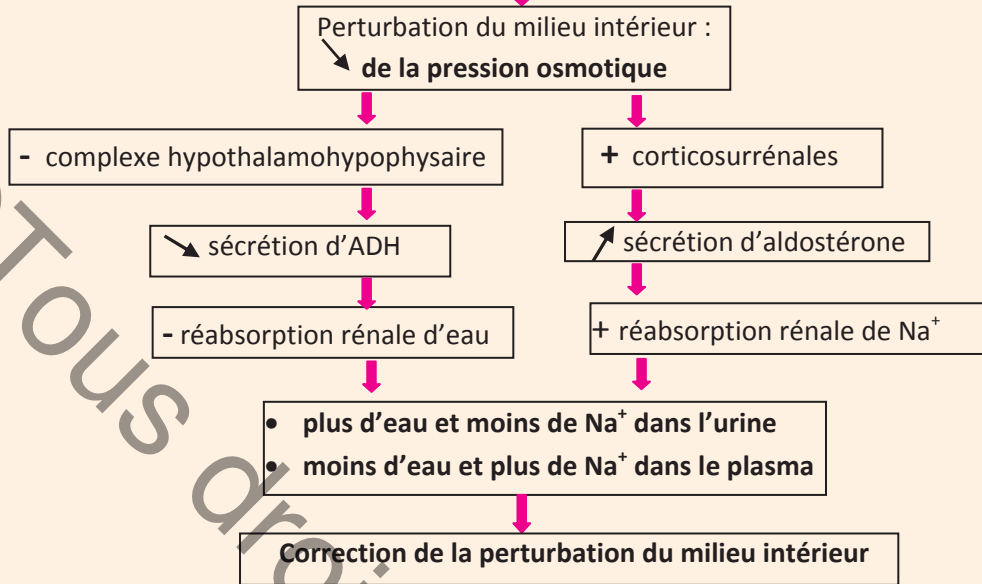 Perturbation du milieu intérieur :
de la pression osmotique
- complexe hypothalamohypophysaire
+ corticosurrénales
sécrétion d'ADH
sécrétion d'aldostérone
- réabsorption rénale d'eau
+ réabsorption rénale de Na⁺
• plus d'eau et moins de Na⁺ dans l'urine
• moins d'eau et plus de Na⁺ dans le plasma
Correction de la perturbation du milieu intérieur
Tous